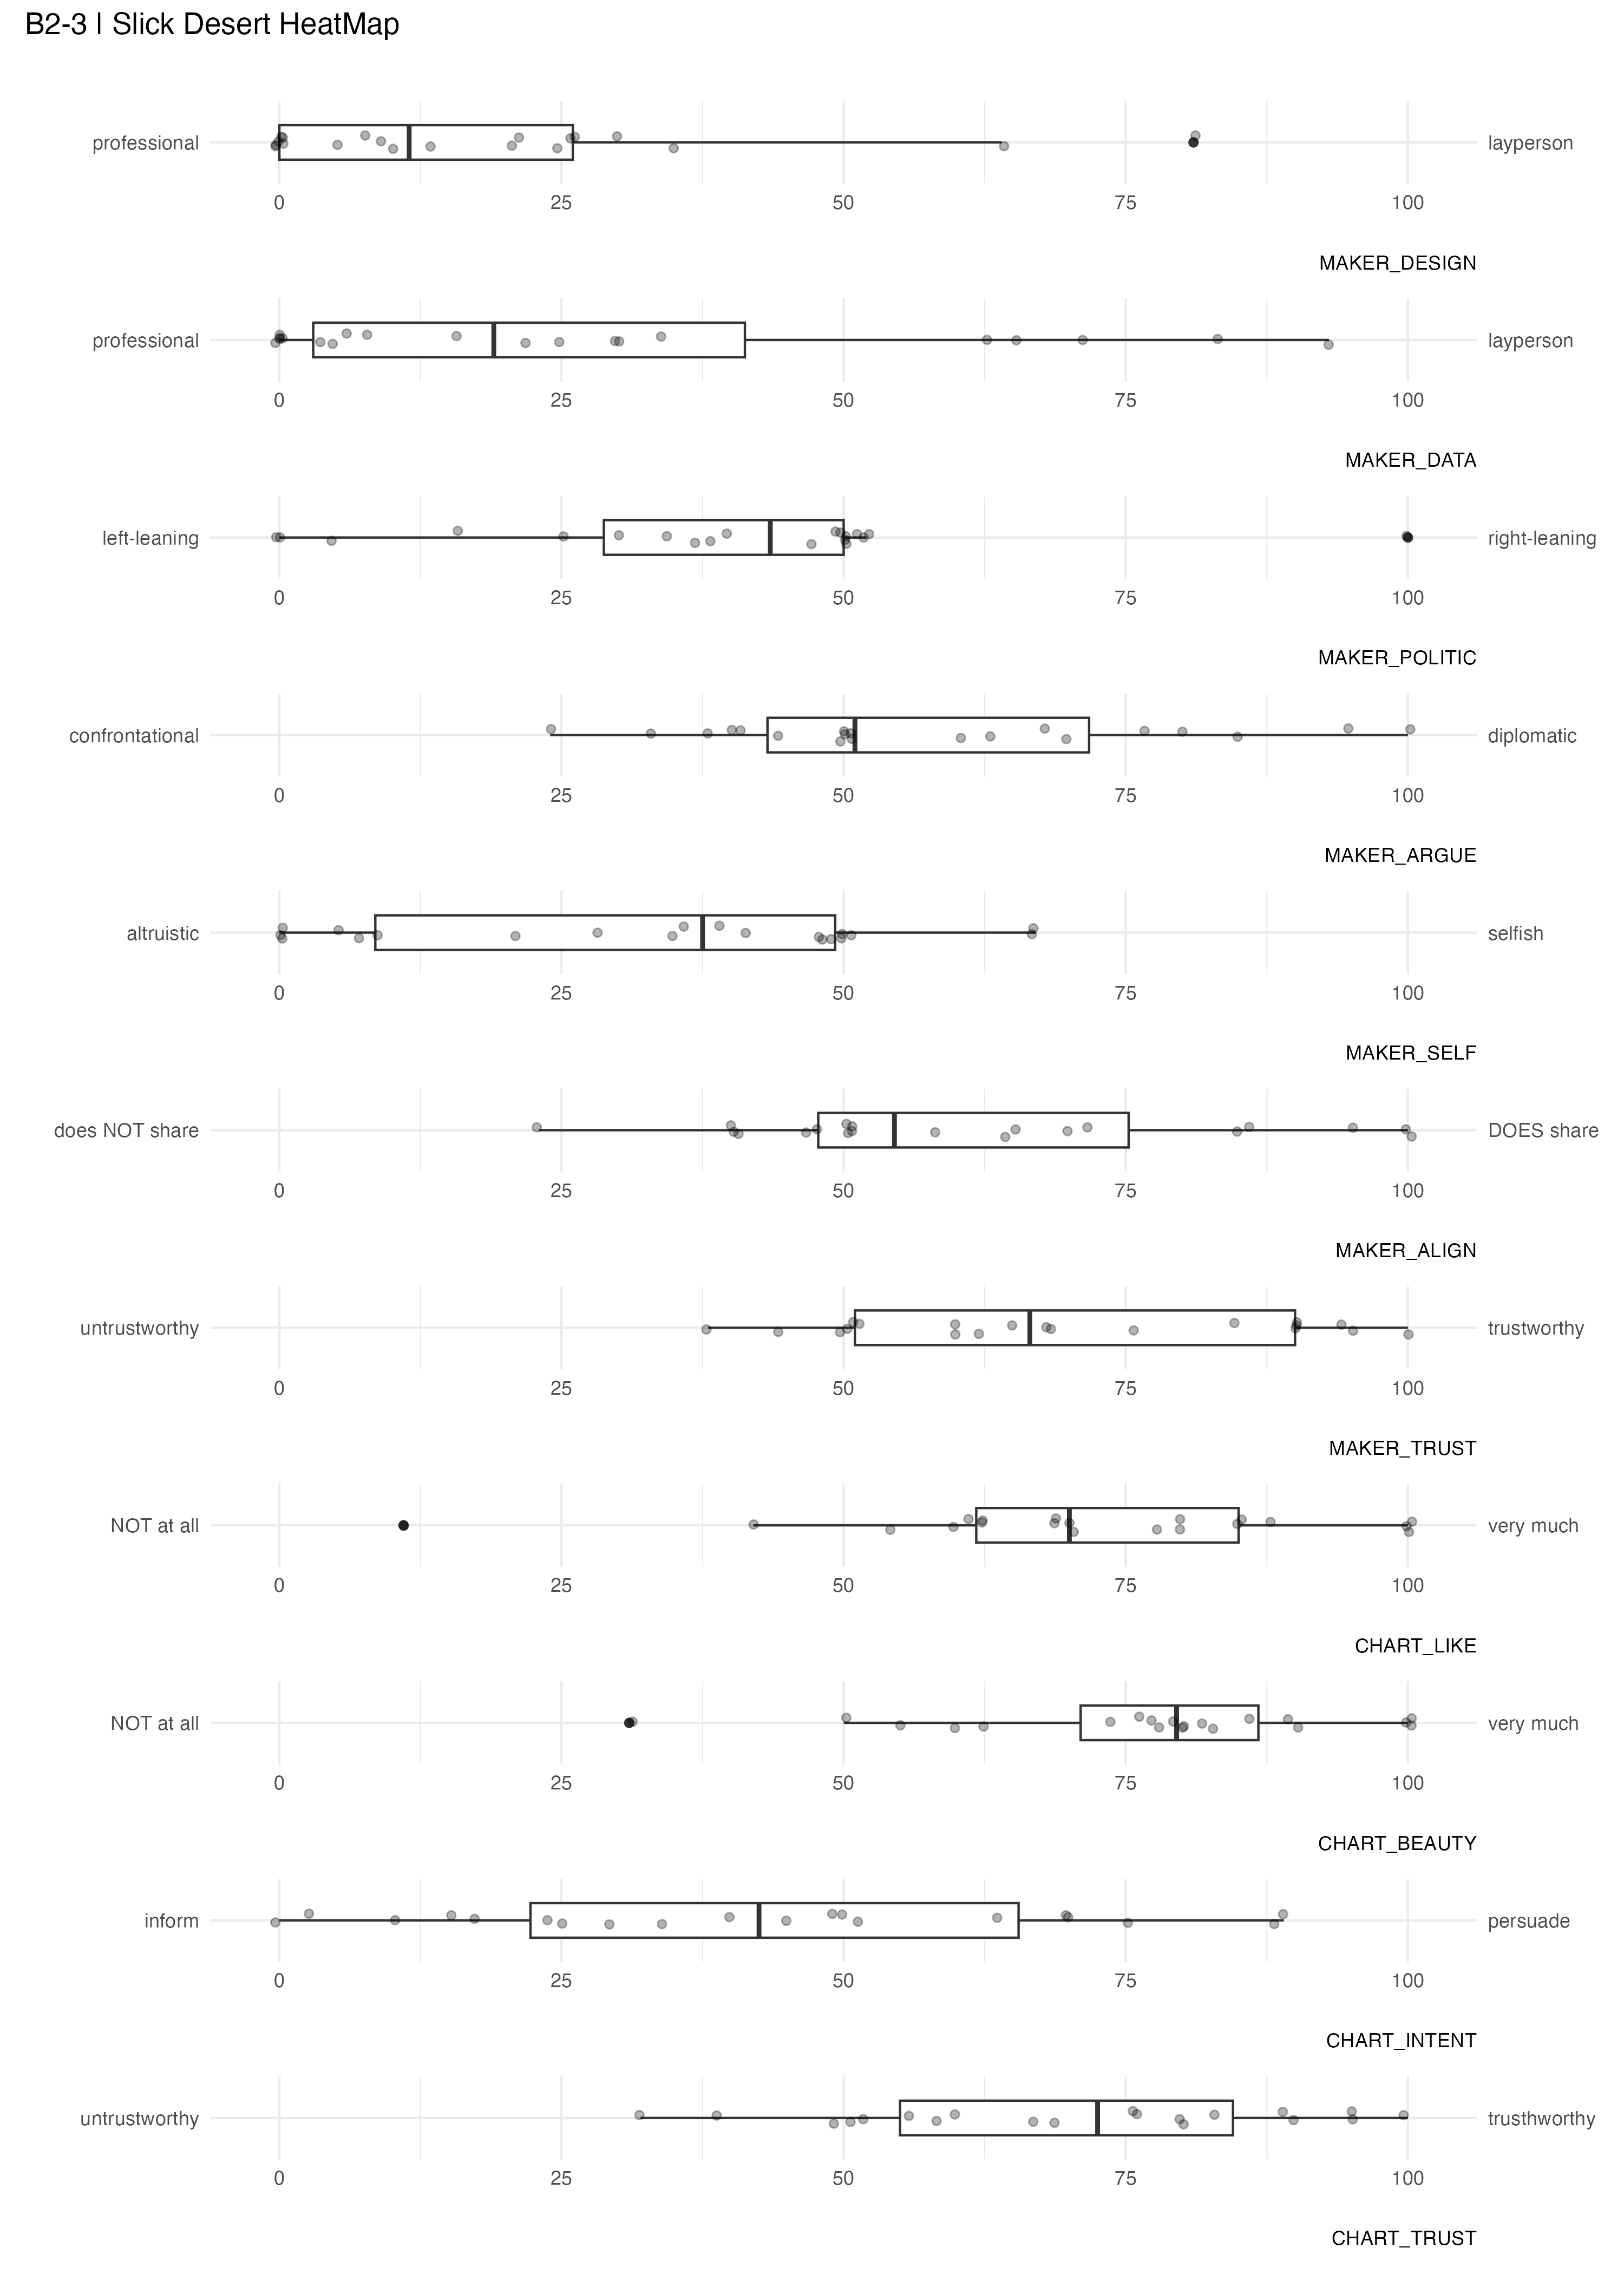 B2-3 | Slick Desert HeatMap
professional layperson
0 25 50 75 100
MAKER_DESIGN
professional layperson
0 25 50 75 100
MAKER_DATA
left-leaning right-leaning
0 25 50 75 100
MAKER_POLITIC
confrontational diplomatic
0 25 50 75 100
MAKER_ARGUE
altruistic selfish
0 25 50 75 100
MAKER_SELF
does NOT share DOES share
0 25 50 75 100
MAKER_ALIGN
untrustworthy trustworthy
0 25 50 75 100
MAKER_TRUST
NOT at all very much
0 25 50 75 100
CHART_LIKE
NOT at all very much
0 25 50 75 100
CHART_BEAUTY
inform persuade
0 25 50 75 100
CHART_INTENT
untrustworthy trusthworthy
0 25 50 75 100
CHART_TRUST